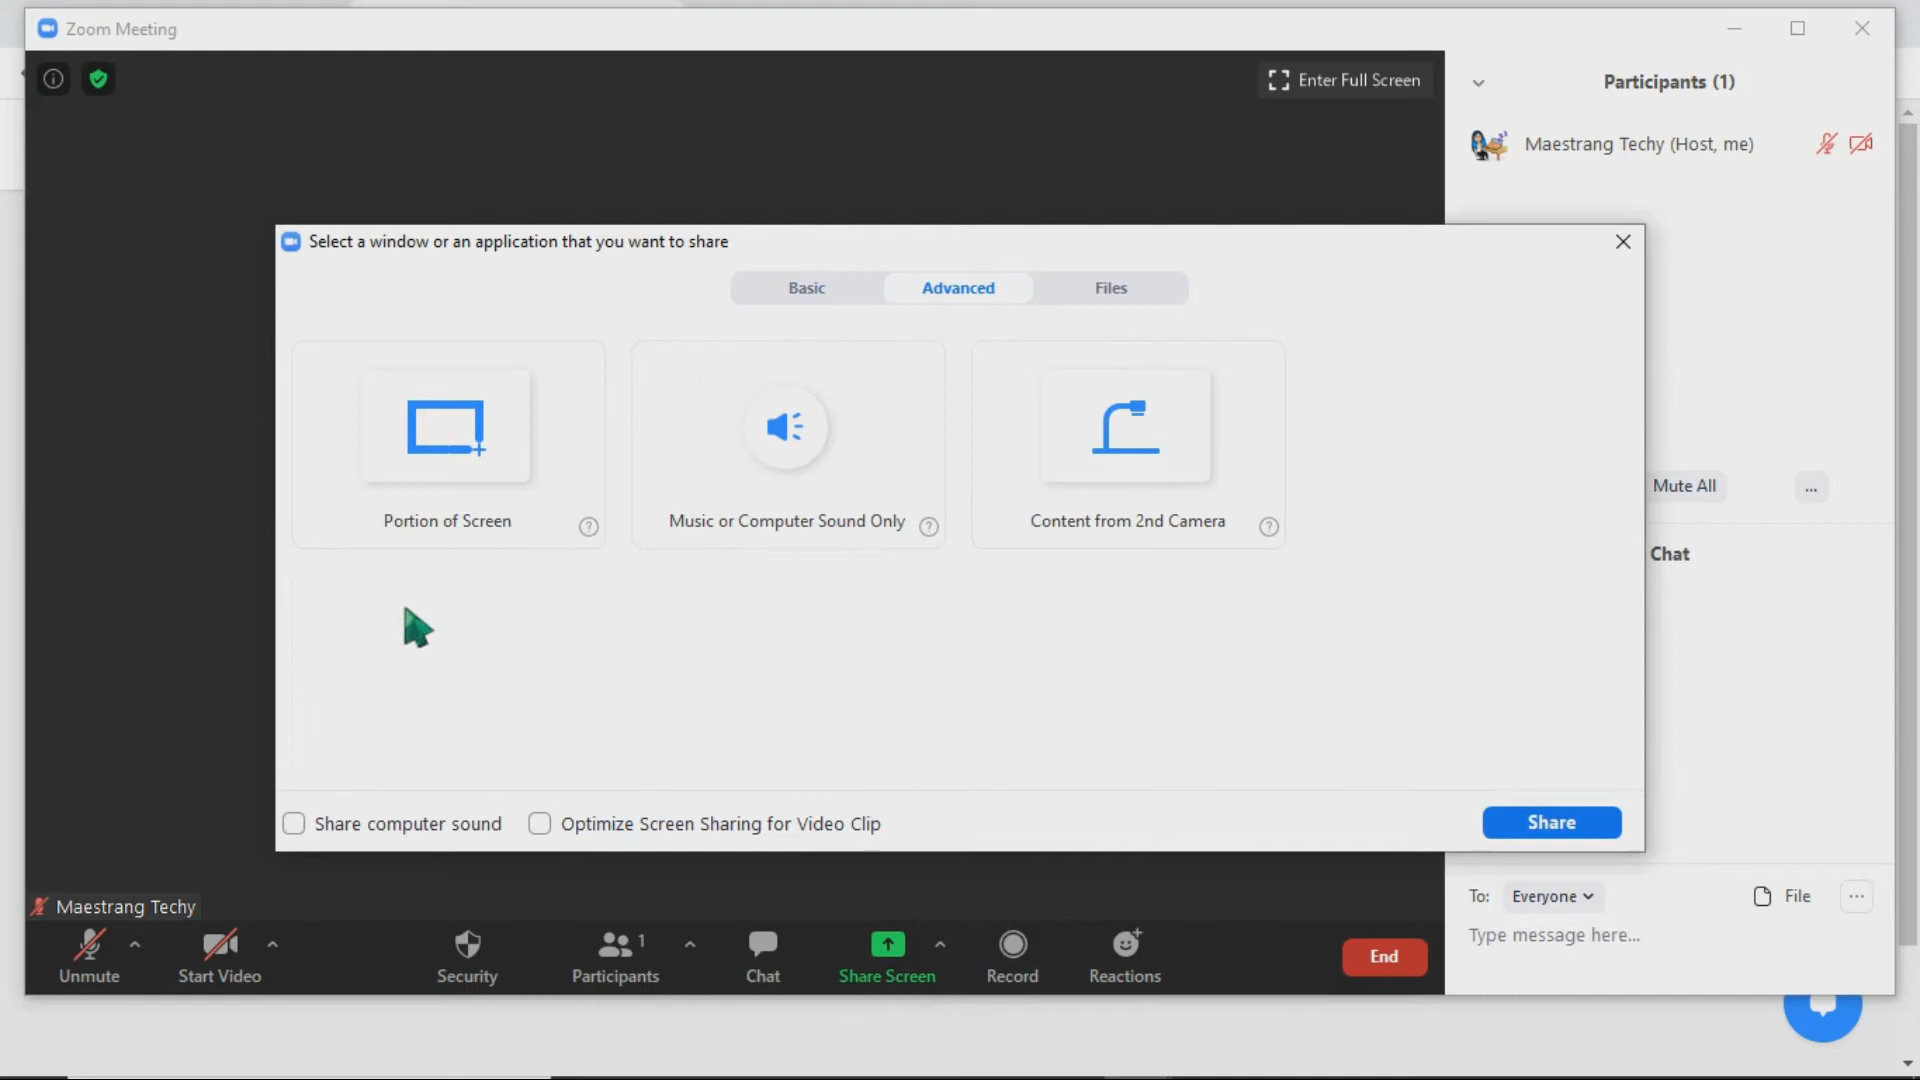 Zoom Meeting
Enter Full Screen
Participants (1)
Maestrang Techy (Host, me)
Select a window or an application that you want to share
Basic
Advanced
Files
Portion of Screen
Music or Computer Sound Only
Content from 2nd Camera
Mute All
...
Chat
Share computer sound
Optimize Screen Sharing for Video Clip
Share
Maestrang Techy
To:
Everyone
File
...
Type message here...
Unmute
Start Video
Security
Participants
1
Chat
Share Screen
Record
Reactions
End